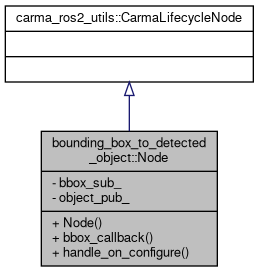 carma_ros2_utils::CarmaLifecycleNode
bounding_box_to_detected
_object::Node
- bbox_sub_
- object_pub_
+ Node()
+ bbox_callback()
+ handle_on_configure()